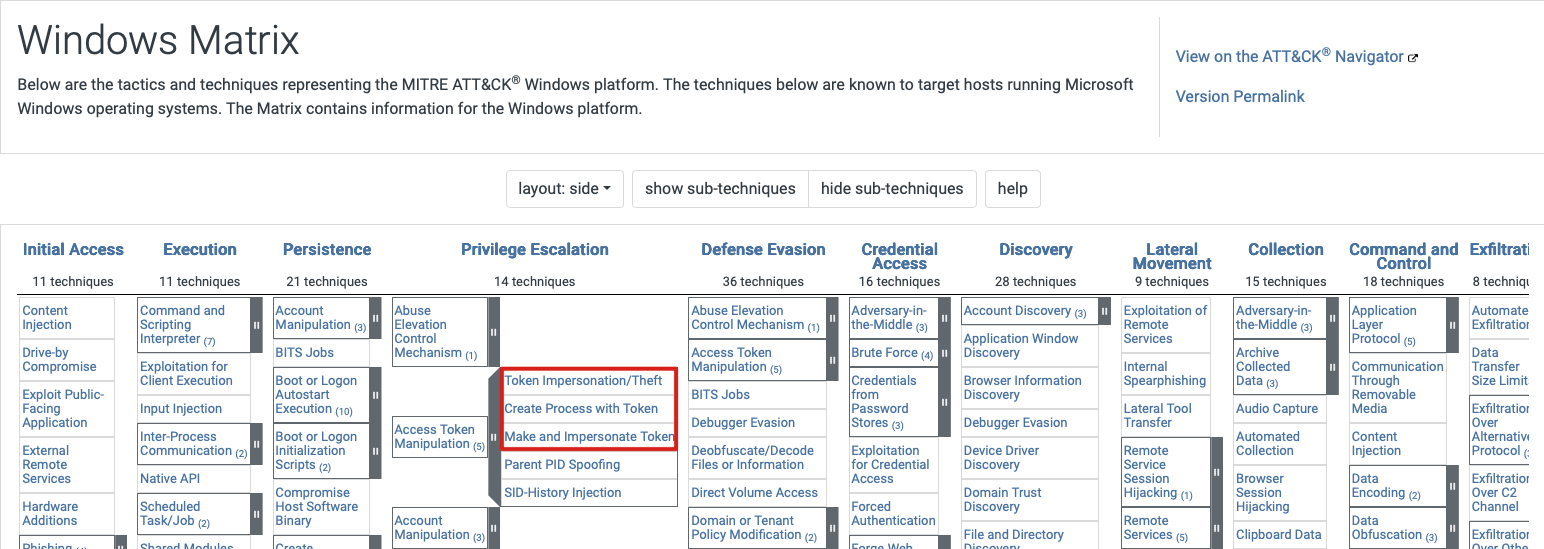 Windows Matrix
Below are the tactics and techniques representing the MITRE ATT&CK® Windows platform. The techniques below are known to target hosts running Microsoft
Windows operating systems. The Matrix contains information for the Windows platform.
View on the ATT&CK® Navigator
Version Permalink
layout: side
show sub-techniques
hide sub-techniques
help
Initial Access
11 techniques
Content
Injection
Drive-by
Compromise
Exploit Public-
Facing
Application
External
Remote
Services
Hardware
Additions
Phishing
Execution
11 techniques
Command and
Scripting
Interpreter (7)
Exploitation for
Client Execution
Input Injection
Inter-Process
Communication (2)
Native API
Scheduled
Task/Job (2)
Shared Modules
Persistence
21 techniques
Account
Manipulation (3)
BITS Jobs
Boot or Logon
Autostart
Execution (10)
Boot or Logon
Initialization
Scripts (2)
Compromise
Host Software
Binary
Create
Privilege Escalation
14 techniques
Abuse
Elevation
Control
Mechanism (1)
Access Token
Manipulation (5)
Token Impersonation/Theft
Create Process with Token
Make and Impersonate Token
Parent PID Spoofing
SID-History Injection
Account
Manipulation (3)
Defense Evasion
36 techniques
Abuse Elevation
Control Mechanism (1)
Access Token
Manipulation (5)
BITS Jobs
Debugger Evasion
Deobfuscate/Decode
Files or Information
Direct Volume Access
Domain or Tenant
Policy Modification (2)
Credential
Access
16 techniques
Adversary-in-
the-Middle (3)
Brute Force (4)
Credentials
from
Password
Stores (3)
Exploitation
for Credential
Access
Forced
Authentication
Forge Web
Discovery
28 techniques
Account Discovery (3)
Application Window
Discovery
Browser Information
Discovery
Debugger Evasion
Device Driver
Discovery
Domain Trust
Discovery
File and Directory
Discovery
Lateral
Movement
9 techniques
Exploitation of
Remote
Services
Internal
Spearphishing
Lateral Tool
Transfer
Remote
Service
Session
Hijacking (1)
Remote
Services (5)
Collection
15 techniques
Adversary-in-
the-Middle (3)
Archive
Collected
Data (3)
Audio Capture
Automated
Collection
Browser
Session
Hijacking
Clipboard Data
Command and
Control
18 techniques
Application
Layer
Protocol (5)
Communication
Through
Removable
Media
Content
Injection
Data
Encoding (2)
Data
Obfuscation (3)
Exfiltrati
8 techniq
Automate
Exfiltration
Data
Transfer
Size Limits
Exfiltration
Over
Alternative
Protocol
Exfiltration
Over C2
Channel
Exfiltration
Over Other